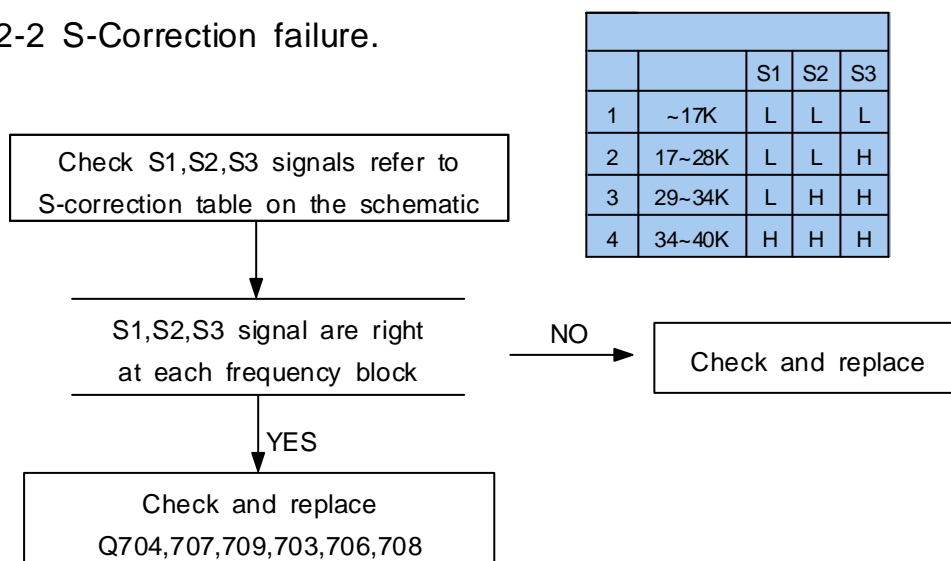 2-2 S-Correction failure.
S1 S2 S3
1 ~17K L L L
2 17~28K L L H
3 29~34K L H H
4 34~40K H H H
Check S1,S2,S3 signals refer to
S-correction table on the schematic
S1,S2,S3 signal are right
at each frequency block
NO
Check and replace
YES
Check and replace
Q704,707,709,703,706,708